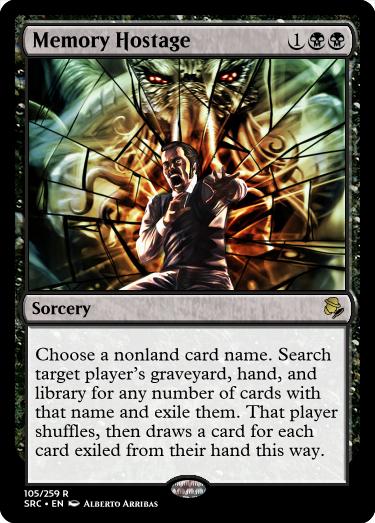 Memory Hostage 1
Sorcery
Choose a nonland card name. Search
target player's graveyard, hand, and
library for any number of cards with
that name and exile them. That player
shuffles, then draws a card for each
card exiled from their hand this way.
105/259 R
SRC • EN Alberto Arribas